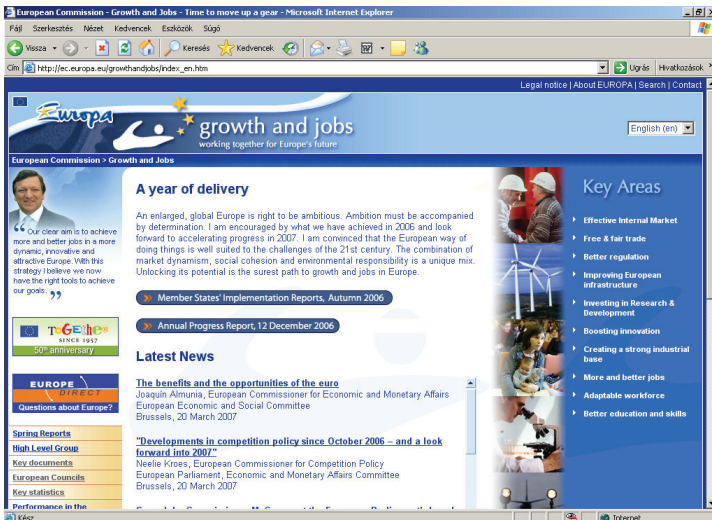 European Commission - Growth and Jobs - Time to move up a gear - Microsoft Internet Explorer
Fájl Szerkesztés Nézet Kedvencek Eszközök Súgó
Vissza Keresés Kedvencek
Cím http://ec.europa.eu/growthandjobs/index_en.htm Ugrás Hivatkozások
Legal notice | About EUROPA | Search | Contact
Europa
growth and jobs
working together for Europe's future
English (en)
European Commission > Growth and Jobs
“ Our clear aim is to achieve
more and better jobs in a more
dynamic, innovative and
attractive Europe. With this
strategy I believe we now
have the right tools to achieve
our goals. ”
ToGEtheR
SINCE 1957
50th anniversary
EUROPE
DIRECT
Questions about Europe?
Spring Reports
High Level Group
Key documents
European Councils
Key statistics
Performance in the
A year of delivery
An enlarged, global Europe is right to be ambitious. Ambition must be accompanied
by determination. I am encouraged by what we have achieved in 2006 and look
forward to accelerating progress in 2007. I am convinced that the European way of
doing things is well suited to the challenges of the 21st century. The combination of
market dynamism, social cohesion and environmental responsibility is a unique mix.
Unlocking its potential is the surest path to growth and jobs in Europe.
Member States' Implementation Reports, Autumn 2006
Annual Progress Report, 12 December 2006
Latest News
The benefits and the opportunities of the euro
Joaquín Almunia, European Commissioner for Economic and Monetary Affairs
European Economic and Social Committee
Brussels, 20 March 2007
"Developments in competition policy since October 2006 – and a look
forward into 2007"
Neelie Kroes, European Commissioner for Competition Policy
European Parliament, Economic and Monetary Affairs Committee
Brussels, 20 March 2007
Key Areas
Effective Internal Market
Free & fair trade
Better regulation
Improving European
infrastructure
Investing in Research &
Development
Boosting innovation
Creating a strong industrial
base
More and better jobs
Adaptable workforce
Better education and skills
Kész
Internet